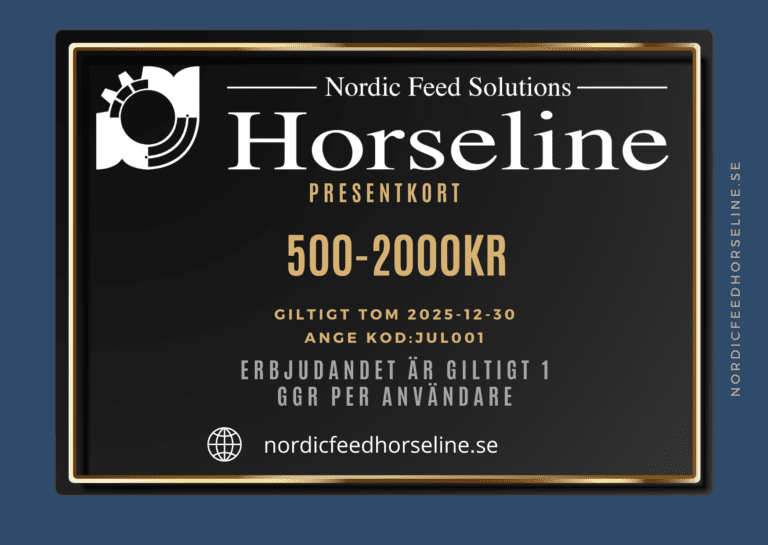 Nordic Feed Solutions
Horseline
PRESENTKORT
500-2000KR
GILTIGT TOM 2025-12-30
ANGE KOD:JUL001
ERBJUDANDET ÄR GILTIGT 1
GGR PER ANVÄNDARE
nordicfeedhorseline.se
NORDICFEEDHORSELINE.SE